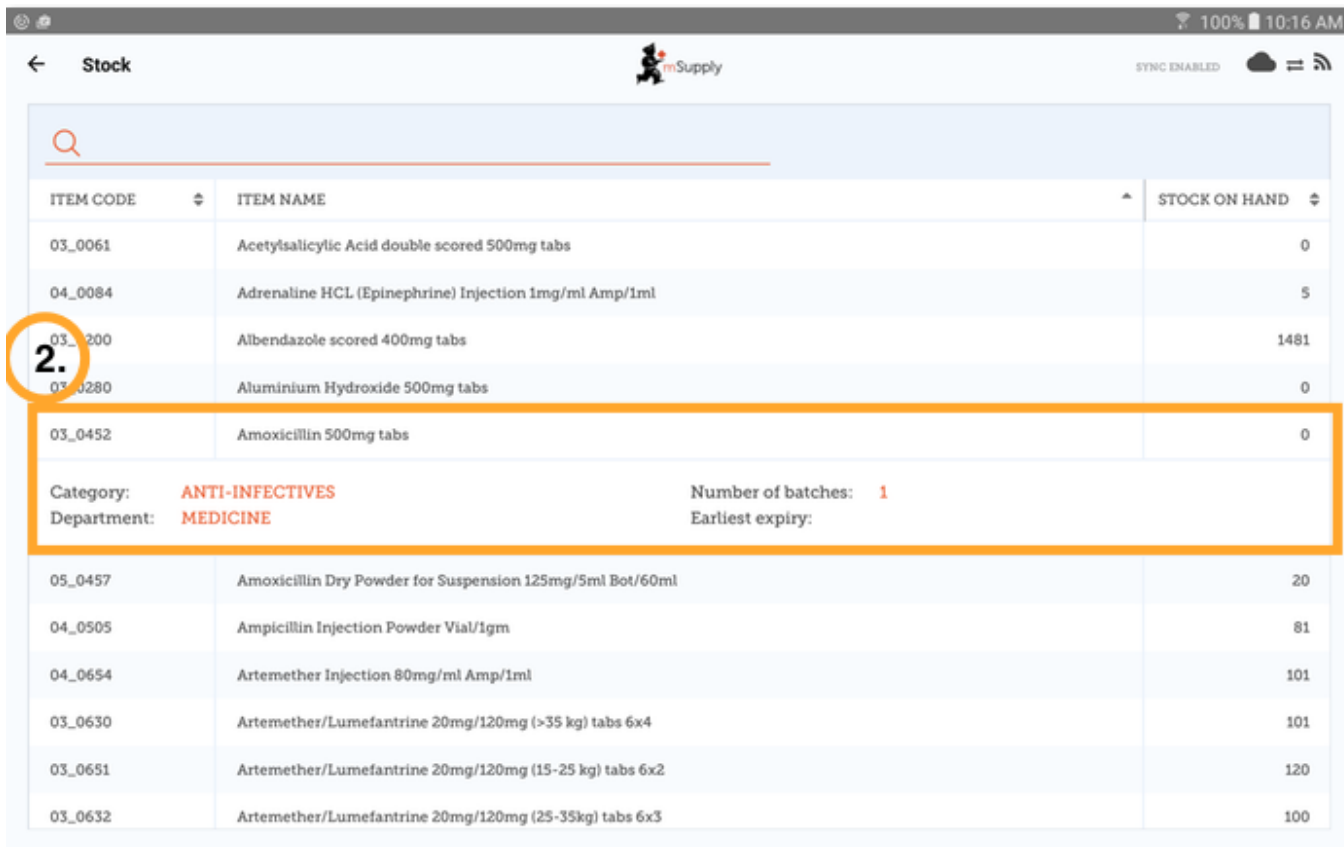 100% 10:16 AM
Stock
mSupply
SYNC ENABLED
ITEM CODE ITEM NAME STOCK ON HAND
03_0061 Acetylsalicylic Acid double scored 500mg tabs 0
04_0084 Adrenaline HCL (Epinephrine) Injection 1mg/ml Amp/1ml 5
03_0200 Albendazole scored 400mg tabs 1481
2.
03_0280 Aluminium Hydroxide 500mg tabs 0
03_0452 Amoxicillin 500mg tabs 0
Category: ANTI-INFECTIVES Number of batches: 1
Department: MEDICINE Earliest expiry:
05_0457 Amoxicillin Dry Powder for Suspension 125mg/5ml Bot/60ml 20
04_0505 Ampicillin Injection Powder Vial/1gm 81
04_0654 Artemether Injection 80mg/ml Amp/1ml 101
03_0630 Artemether/Lumefantrine 20mg/120mg (>35 kg) tabs 6x4 101
03_0651 Artemether/Lumefantrine 20mg/120mg (15-25 kg) tabs 6x2 120
03_0632 Artemether/Lumefantrine 20mg/120mg (25-35kg) tabs 6x3 100